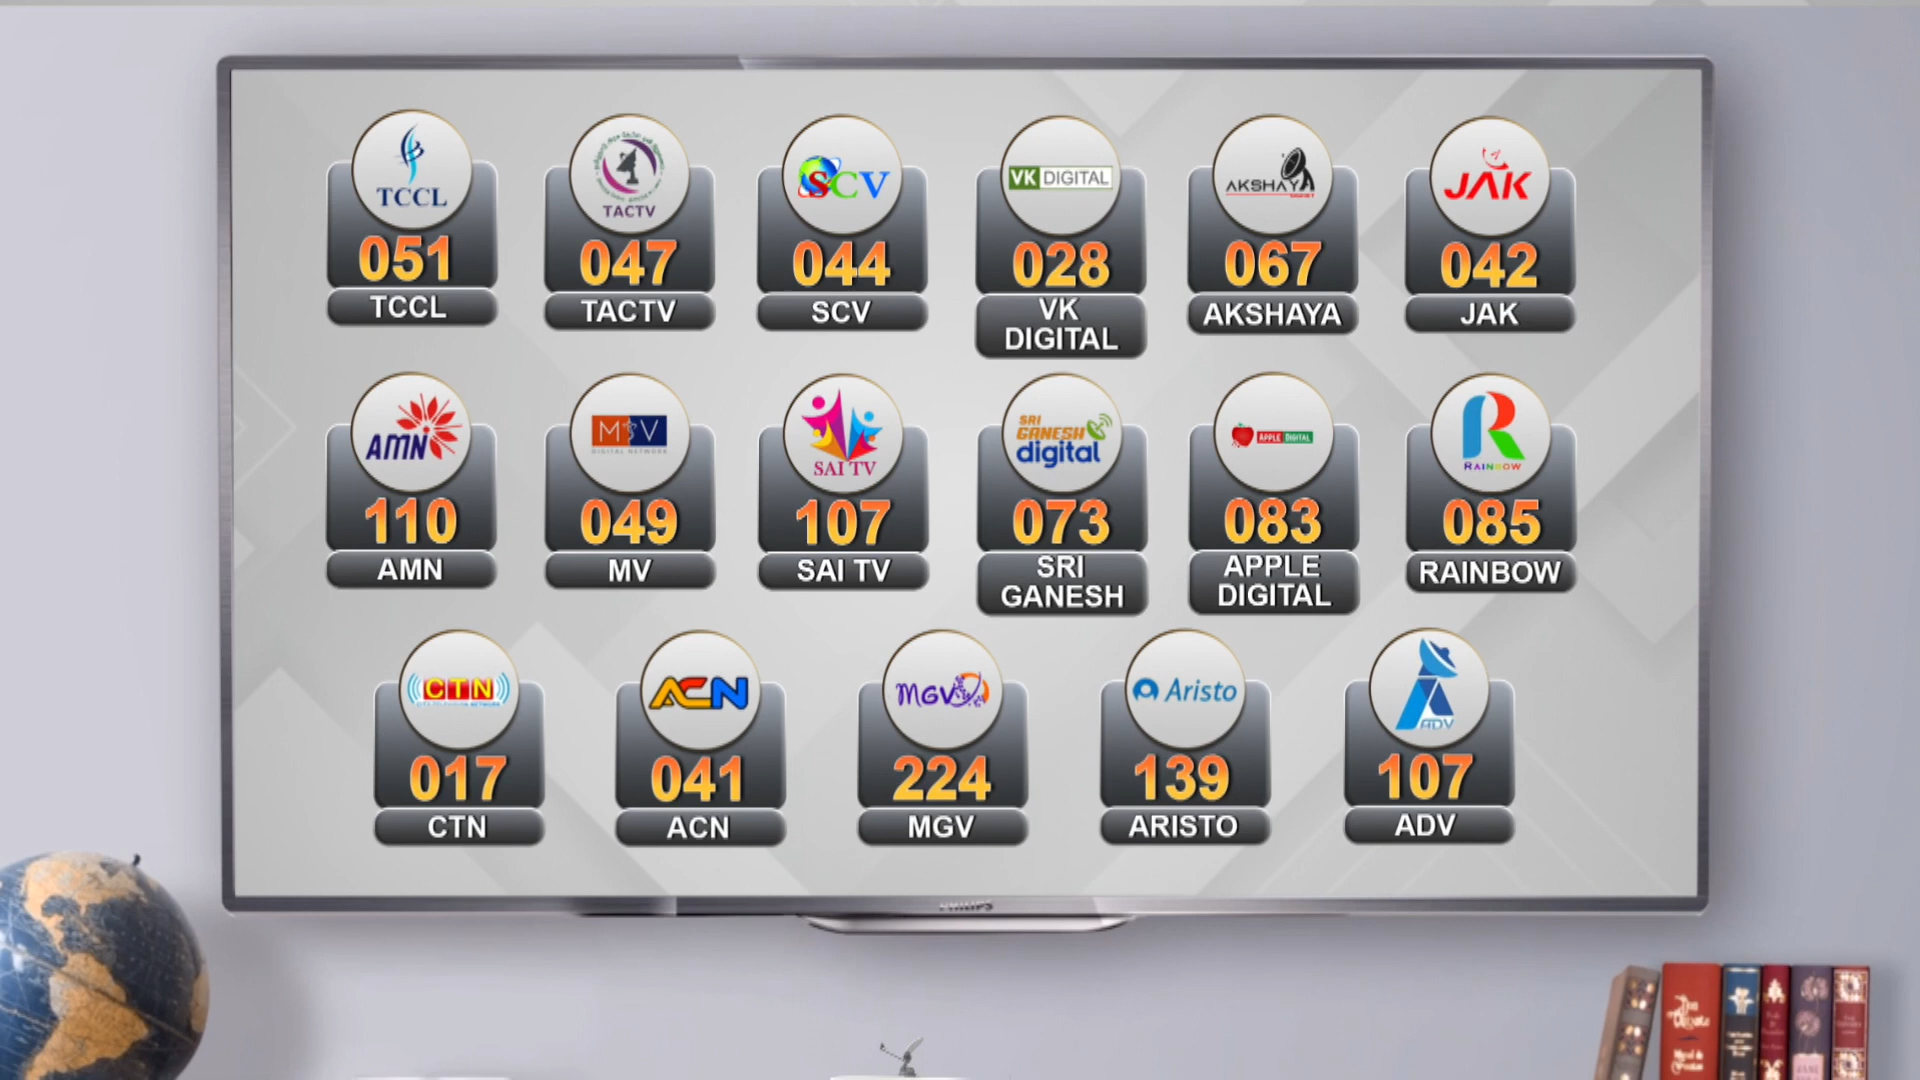 TCCL
051
TCCL
TACTV
047
TACTV
SCV
044
SCV
VK DIGITAL
028
VK
DIGITAL
AKSHAYA
067
AKSHAYA
JAK
042
JAK
AMN
110
AMN
MV
DIGITAL NETWORK
049
MV
SAI TV
107
SAI TV
SRI
GANESH
digital
073
SRI
GANESH
APPLE DIGITAL
083
APPLE
DIGITAL
RAINBOW
085
RAINBOW
CTN
017
CTN
ACN
041
ACN
MGV
224
MGV
Aristo
139
ARISTO
ADV
107
ADV
PHILIPS